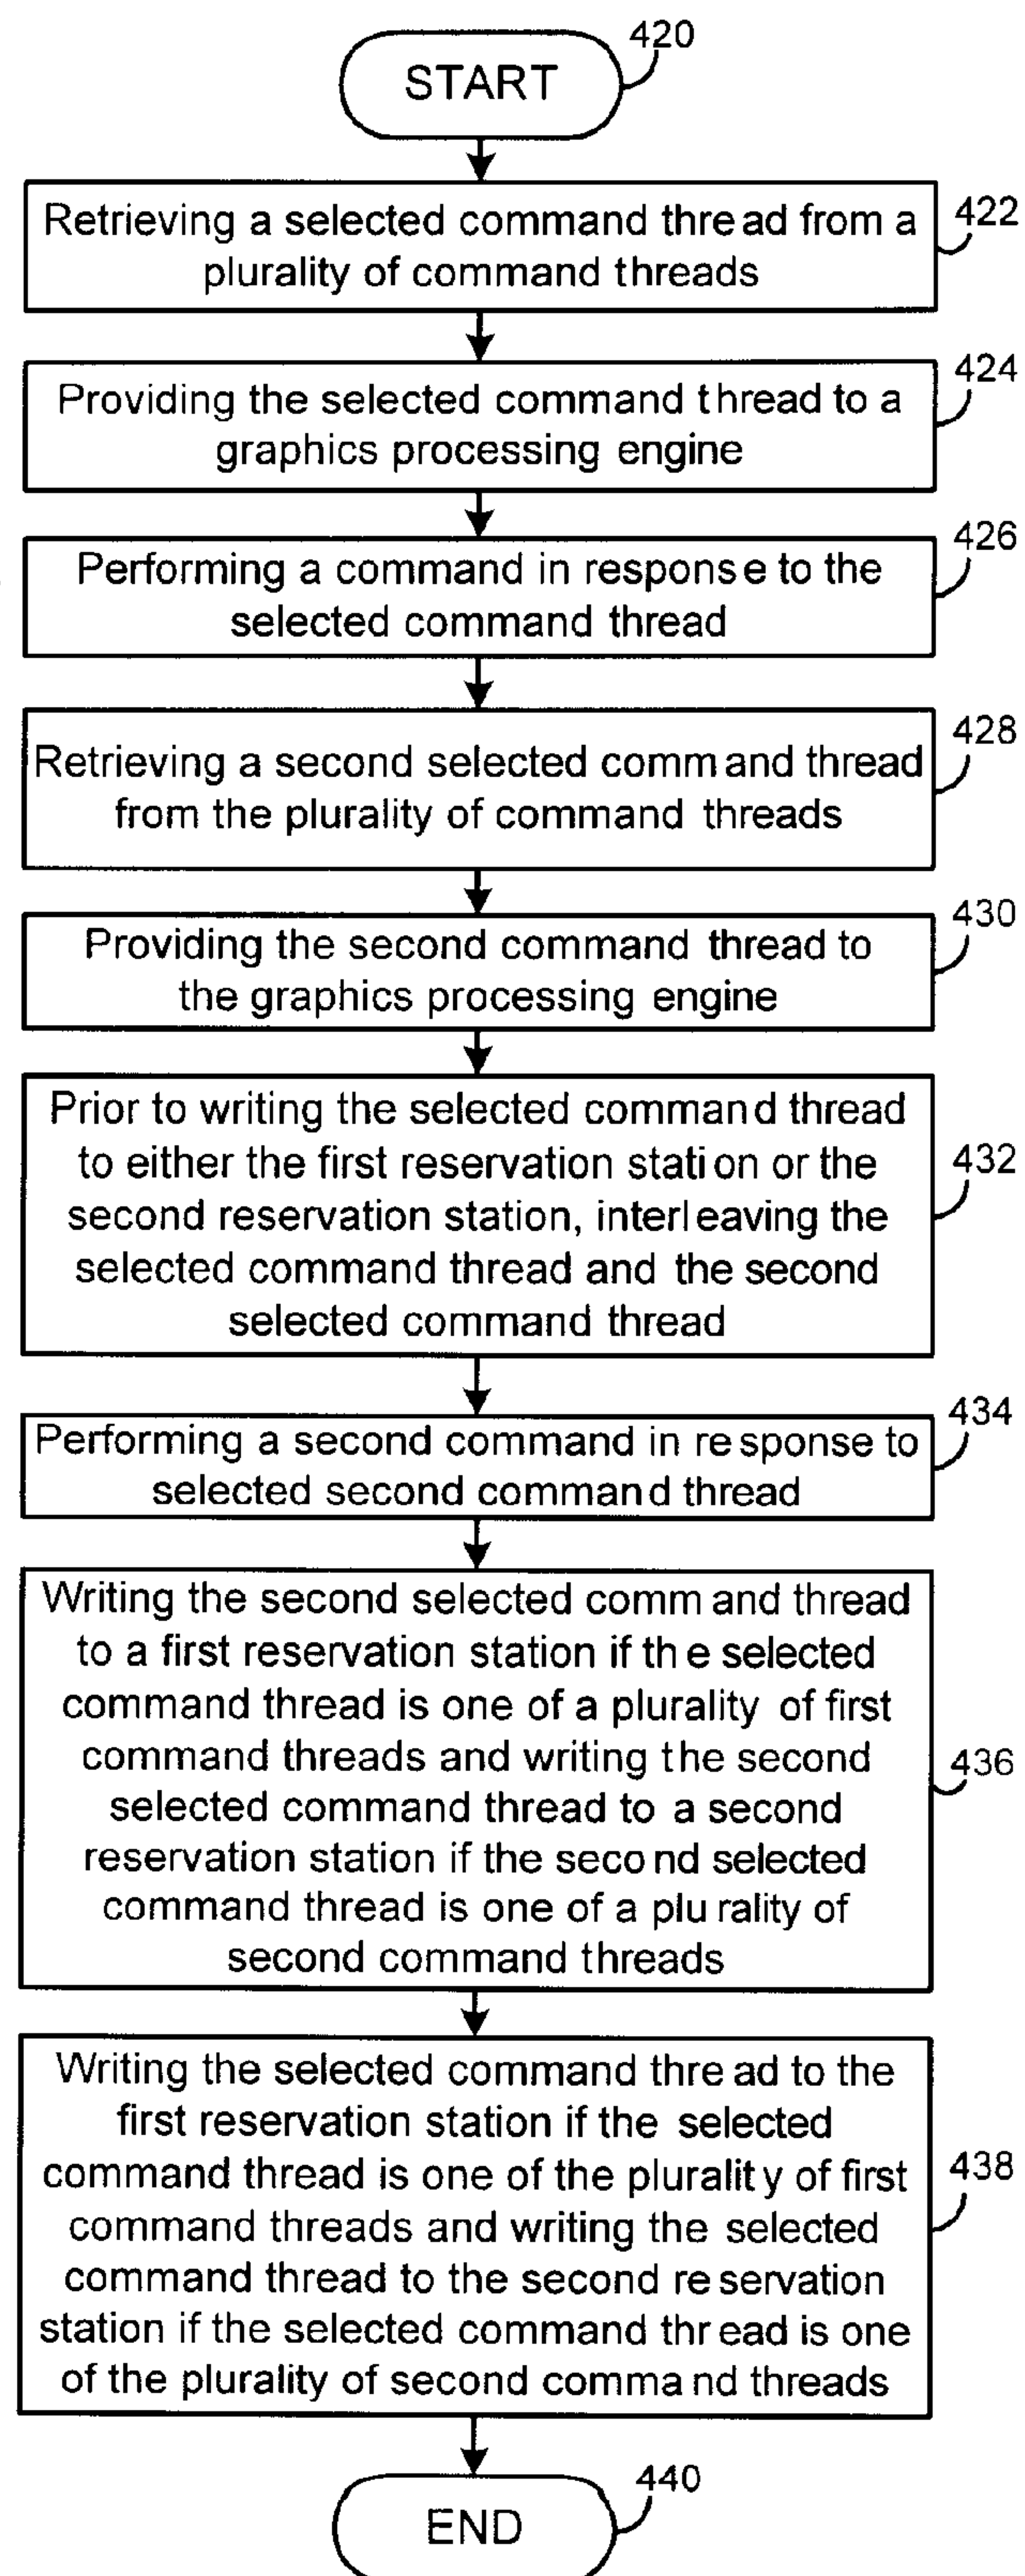 420
START
Retrieving a selected command thread from a
plurality of command threads
422
Providing the selected command thread to a
graphics processing engine
424
Performing a command in response to the
selected command thread
426
Retrieving a second selected command thread
from the plurality of command threads
428
Providing the second command thread to
the graphics processing engine
430
Prior to writing the selected command thread
to either the first reservation station or the
second reservation station, interleaving the
selected command thread and the second
selected command thread
432
Performing a second command in response to
selected second command thread
434
Writing the second selected command thread
to a first reservation station if the selected
command thread is one of a plurality of first
command threads and writing the second
selected command thread to a second
reservation station if the second selected
command thread is one of a plurality of
second command threads
436
Writing the selected command thread to the
first reservation station if the selected
command thread is one of the plurality of first
command threads and writing the selected
command thread to the second reservation
station if the selected command thread is one
of the plurality of second command threads
438
440
END